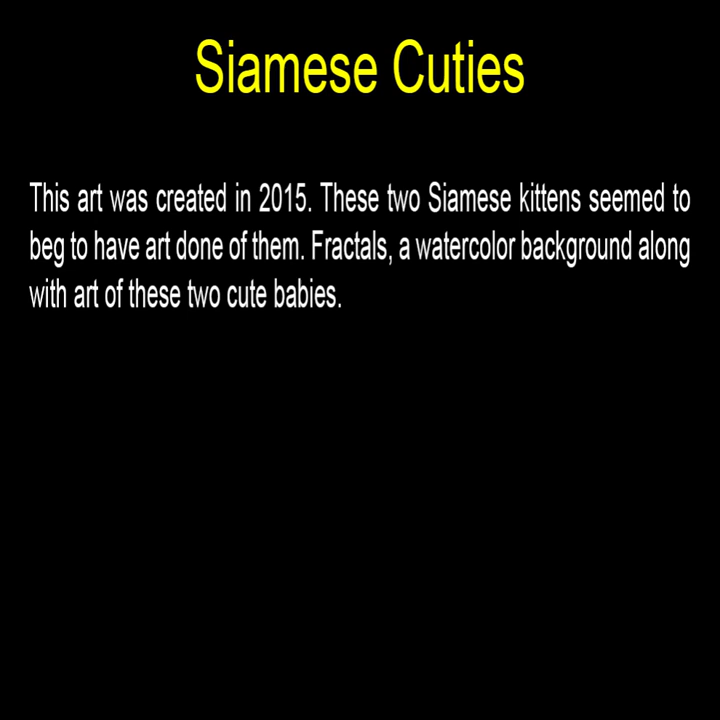 Siamese Cuties
This art was created in 2015. These two Siamese kittens seemed to
beg to have art done of them. Fractals, a watercolor background along
with art of these two cute babies.